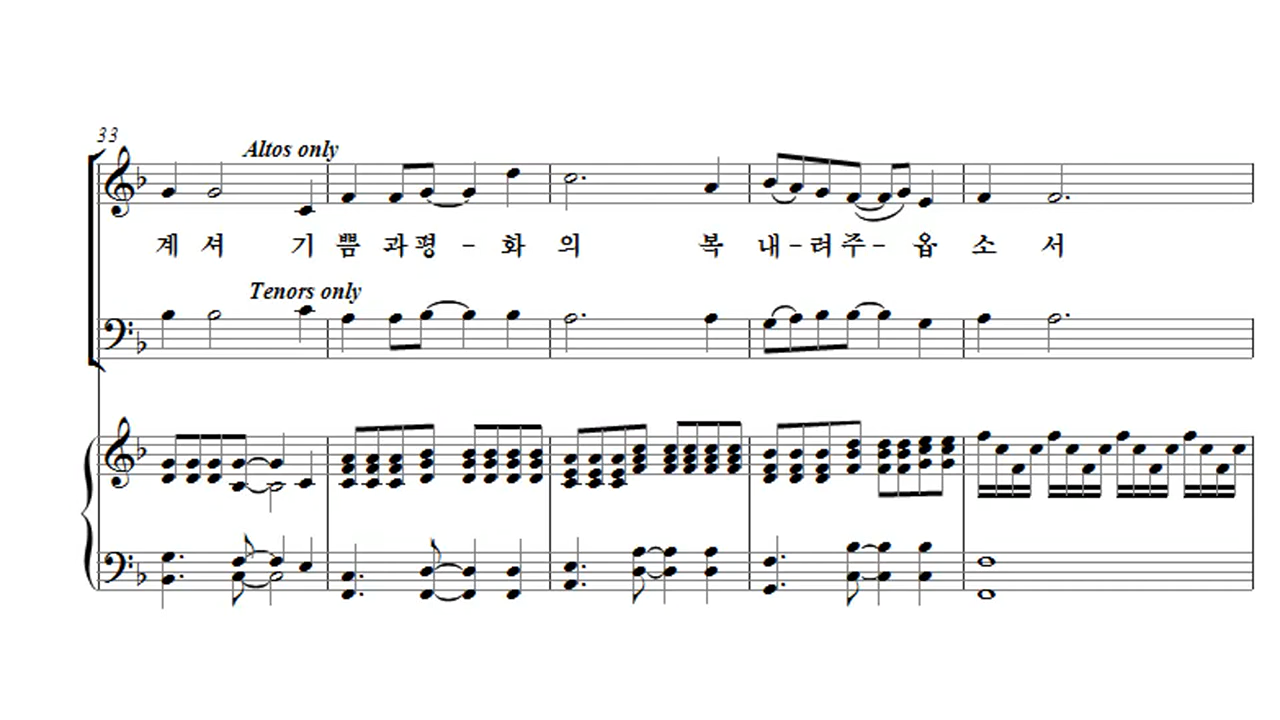 33
Altos only
계 셔 기 쁨 과 평 - 화 의 복 내 - 려 주 - 옵 소 서
Tenors only